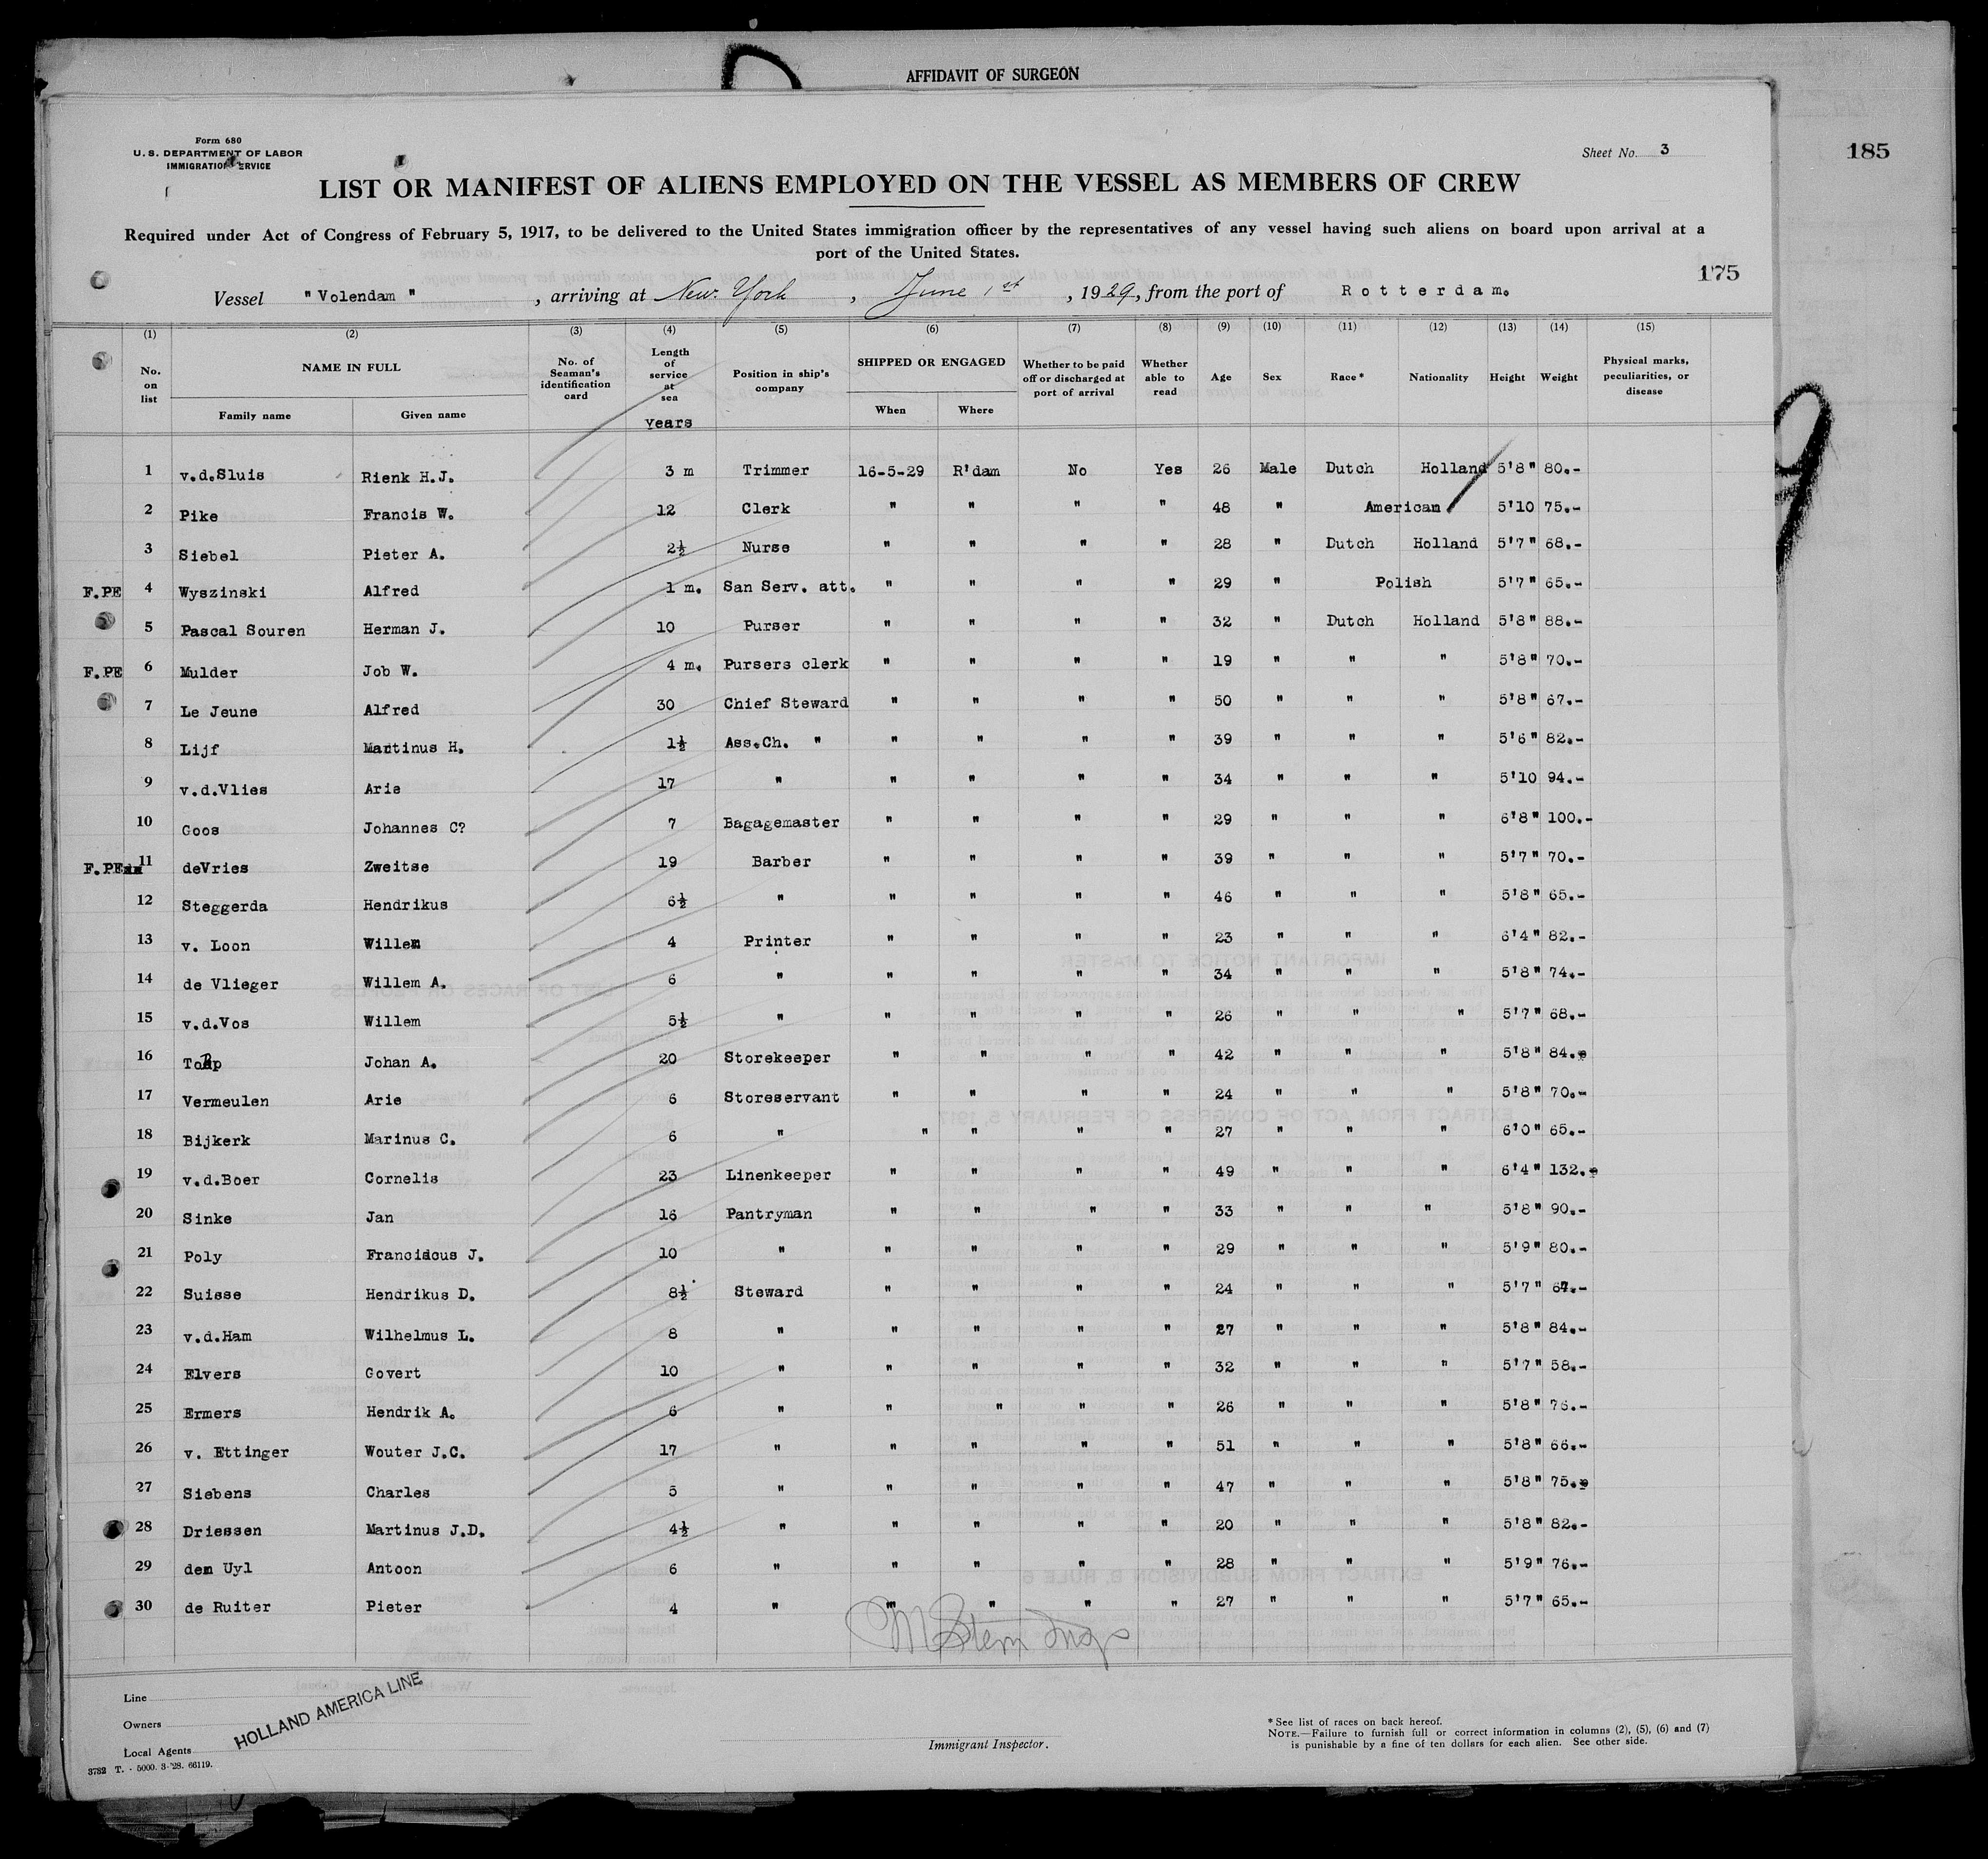 AFFIDAVIT OF SURGEON
Form 680
U. S. DEPARTMENT OF LABOR
IMMIGRATION SERVICE
Sheet No. 3
185
LIST OR MANIFEST OF ALIENS EMPLOYED ON THE VESSEL AS MEMBERS OF CREW
Required under Act of Congress of February 5, 1917, to be delivered to the United States immigration officer by the representatives of any vessel having such aliens on board upon arrival at a
port of the United States.
175
Vessel "Volendam", arriving at New York, June 1st, 1929, from the port of Rotterdam.
(1) (2) (3) (4) (5) (6) (7) (8) (9) (10) (11) (12) (13) (14) (15)
No. on list NAME IN FULL Family name Given name No. of Seaman's identification card Length of service at sea years Position in ship's company SHIPPED OR ENGAGED When Where Whether to be paid off or discharged at port of arrival Whether able to read Age Sex Race* Nationality Height Weight Physical marks, peculiarities, or disease
1 v.d.Sluis Rienk H.J. 3 m Trimmer 16-5-29 R'dam No Yes 26 Male Dutch Holland 5'8" 80.-
2 Pike Francis W. 12 Clerk " " " " 48 " American 5'10 75.-
3 Siebel Pieter A. 2½ Nurse " " " " 28 " Dutch Holland 5'7" 68.-
F.PE 4 Wyszinski Alfred 1 m. San Serv. att. " " " " 29 " Polish 5'7" 65.-
5 Pascal Souren Herman J. 10 Purser " " " " 32 " Dutch Holland 5'8" 88.-
F.PE 6 Mulder Job W. 4 m. Pursers clerk " " " " 19 " " " 5'8" 70.-
7 Le Jeune Alfred 30 Chief Steward " " " " 50 " " " 5'8" 67.-
8 Lijf Martinus H. 1½ Ass.Ch. " " " " " 39 " " " 5'6" 82.-
9 v.d.Vlies Arie 17 " " " " " 34 " " " 5'10 94.-
10 Goos Johannes C? 7 Bagagemaster " " " " 29 " " " 6'8" 100.-
F.PE 11 deVries Zweitse 19 Barber " " " " 39 " " " 5'7" 70.-
12 Steggerda Hendrikus 6½ " " " " " 46 " " " 5'8" 65.-
13 v. Loon Willem 4 Printer " " " " 23 " " " 6'4" 82.-
14 de Vlieger Willem A. 6 " " " " " 34 " " " 5'8" 74.-
15 v.d.Vos Willem 5½ " " " " " 26 " " " 5'7" 68.-
16 Johan A. 20 Storekeeper " " " " 42 " " " 5'8" 84.-
17 Vermeulen Arie 6 Storeservant " " " " 24 " " " 5'8" 70.-
18 Bijkerk Marinus C. 6 " " " " " 27 " " " 6'0" 65.-
19 v.d.Boer Cornelis 23 Linenkeeper " " " " 49 " " " 6'4" 132.-
20 Sinke Jan 16 Pantryman " " " " 33 " " " 5'8" 90.-
21 Poly Franciscus J. 10 " " " " " 29 " " " 5'9" 80.-
22 Suisse Hendrikus D. 8½ Steward " " " " 24 " " " 5'7"
23 v.d.Ham Wilhelmus L. 8 " " " " " 27 " " " 5'8" 84.-
24 Elvers Govert 10 " " " " " 32 " " " 5'7" 58.-
25 Ermers Hendrik A. 6 " " " " " 26 " " " 5'8" 76.-
26 v. Ettinger Wouter J.C. 17 " " " " " 51 " " " 5'8" 66.-
27 Siebens Charles 5 " " " " " 47 " " " 5'8" 75.-
28 Driessen Martinus J.D. 4½ " " " " " 20 " " " 5'8" 82.-
29 den Uyl Antoon 6 " " " " " 28 " " " 5'9" 76.-
30 de Ruiter Pieter 4 " " " " " 27 " " " 5'7" 65.-
Line
Owners
Local Agents
HOLLAND AMERICA LINE
3782 T. - 5000. 3-'28. 66119.
Immigrant Inspector.
*See list of races on back hereof.
NOTE.—Failure to furnish full or correct information in columns (2), (5), (6) and (7)
is punishable by a fine of ten dollars for each alien. See other side.